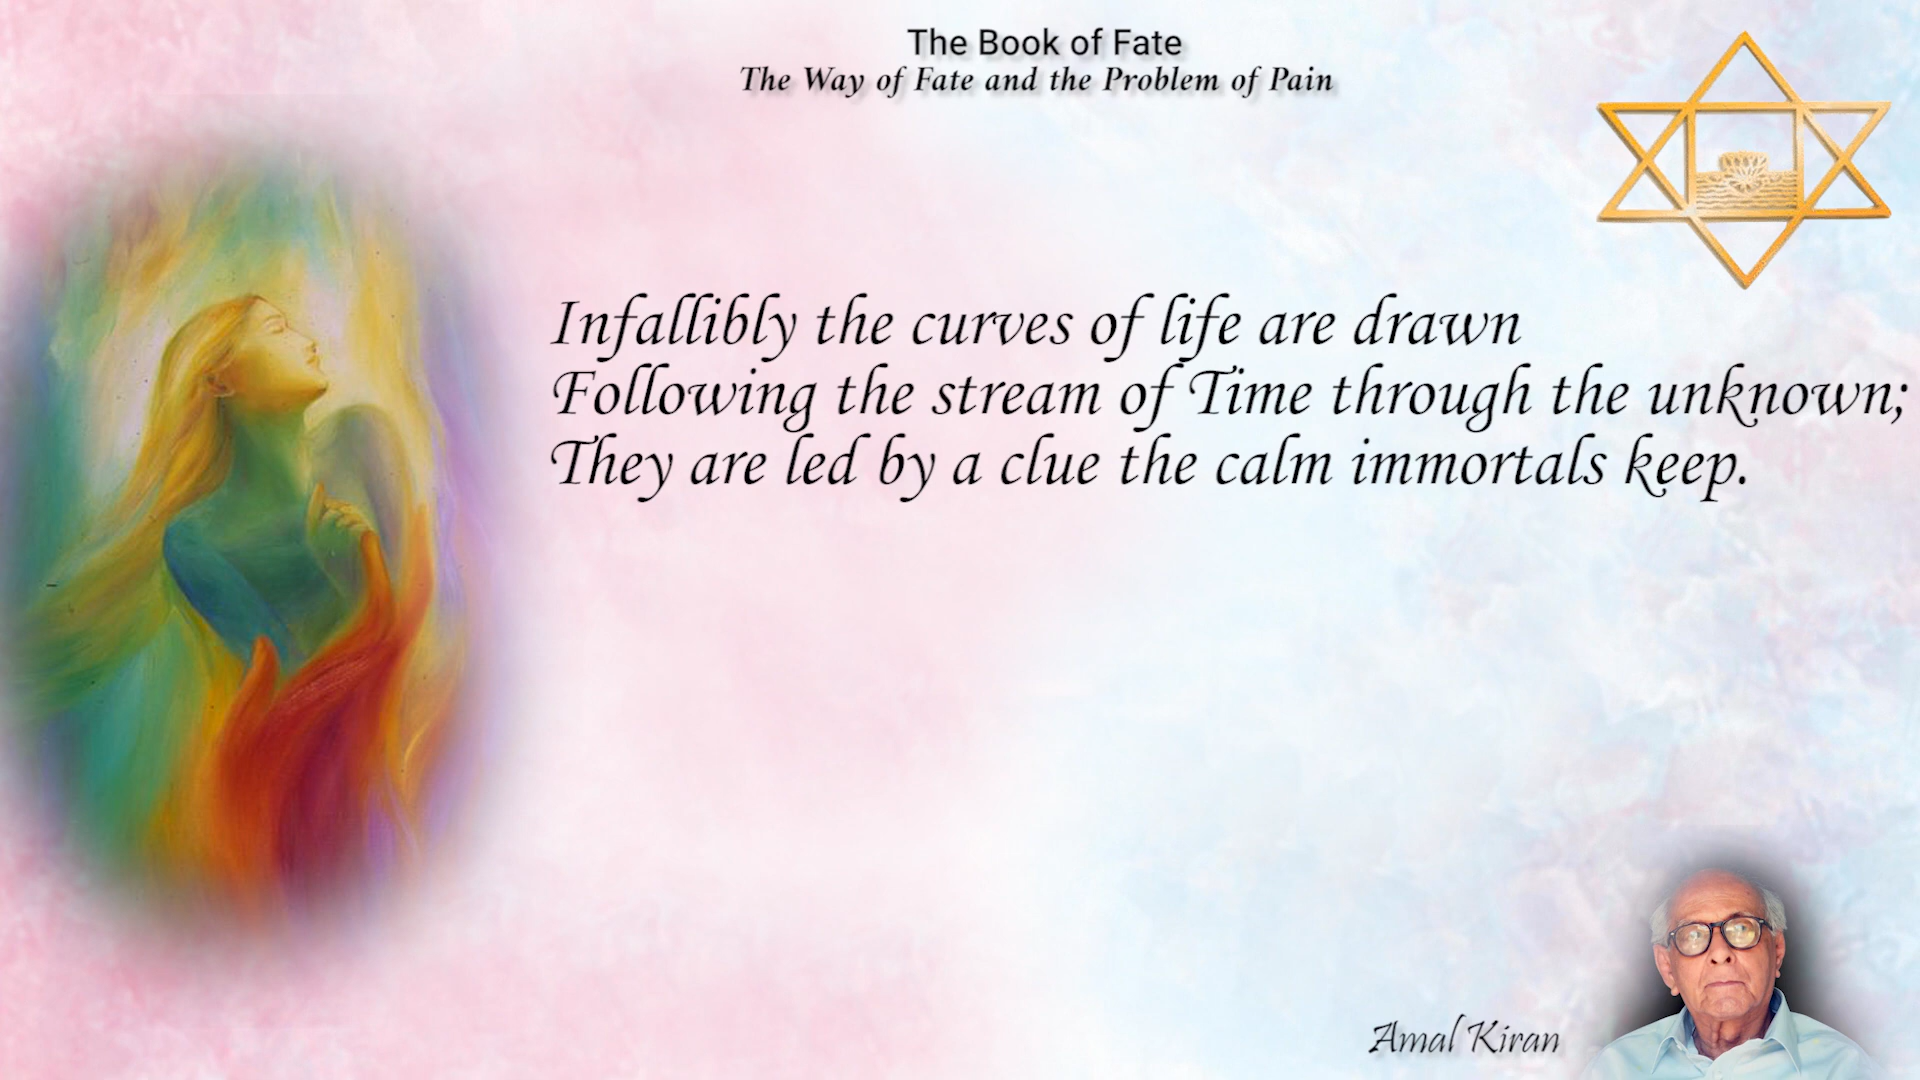 The Book of Fate
The Way of Fate and the Problem of Pain
Infallibly the curves of life are drawn
Following the stream of Time through the unknown;
They are led by a clue the calm immortals keep.
Amal Kiran